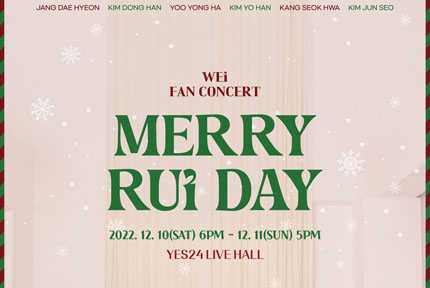 JANG DAE HYEON KIM DONG HAN YOO YONG HA KIM YO HAN KANG SEOK HWA KIM JUN SEO
WEi
FAN CONCERT
MERRY
RUi DAY
2022. 12. 10(SAT) 6PM - 12. 11(SUN) 5PM
YES24 LIVE HALL